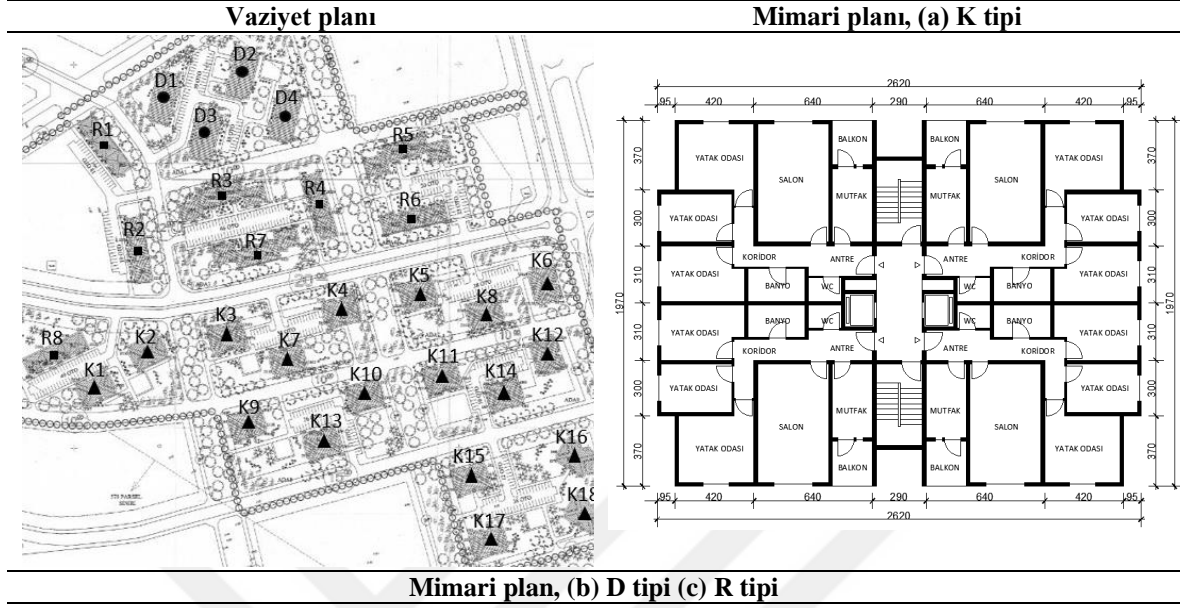 Vaziyet planı
Mimari planı, (a) K tipi
D2
D1
D4
D3
R1
R5
R3
R4
R6
R2
R7
K6
K5
K4
K8
K3
R8
K2
K7
K12
K11
K1
K10
K14
K9
K13
K16
K15
K18
K17
2620
95 420 640 290 640 420 95
BALKON BALKON
YATAK ODASI YATAK ODASI
SALON SALON
MUTFAK MUTFAK
YATAK ODASI YATAK ODASI
KORİDOR ANTRE ANTRE KORİDOR
YATAK ODASI BANYO WC WC BANYO YATAK ODASI
YATAK ODASI BANYO WC WC BANYO YATAK ODASI
KORİDOR ANTRE ANTRE KORİDOR
YATAK ODASI YATAK ODASI
MUTFAK MUTFAK
SALON SALON
YATAK ODASI YATAK ODASI
BALKON BALKON
1970
370
300
310
310
300
370
370
300
310
310
300
370
1970
95 420 640 290 640 420 95
2620
Mimari plan, (b) D tipi (c) R tipi